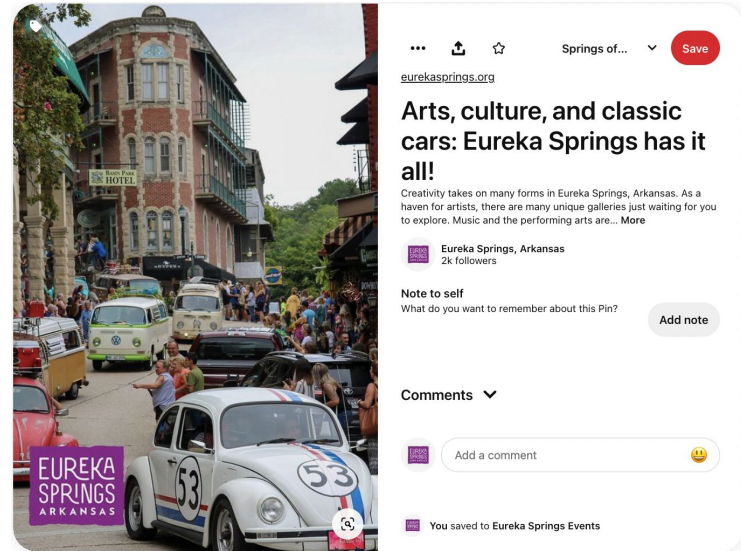 Springs of...
Save
eurekasprings.org
Arts, culture, and classic
cars: Eureka Springs has it
all!
Creativity takes on many forms in Eureka Springs, Arkansas. As a
haven for artists, there are many unique galleries just waiting for you
to explore. Music and the performing arts are... More
Eureka Springs, Arkansas
2k followers
Note to self
What do you want to remember about this Pin?
Add note
Comments
Add a comment
You saved to Eureka Springs Events
BASIN PARK
HOTEL
53
53
EUREKA
SPRINGS
ARKANSAS